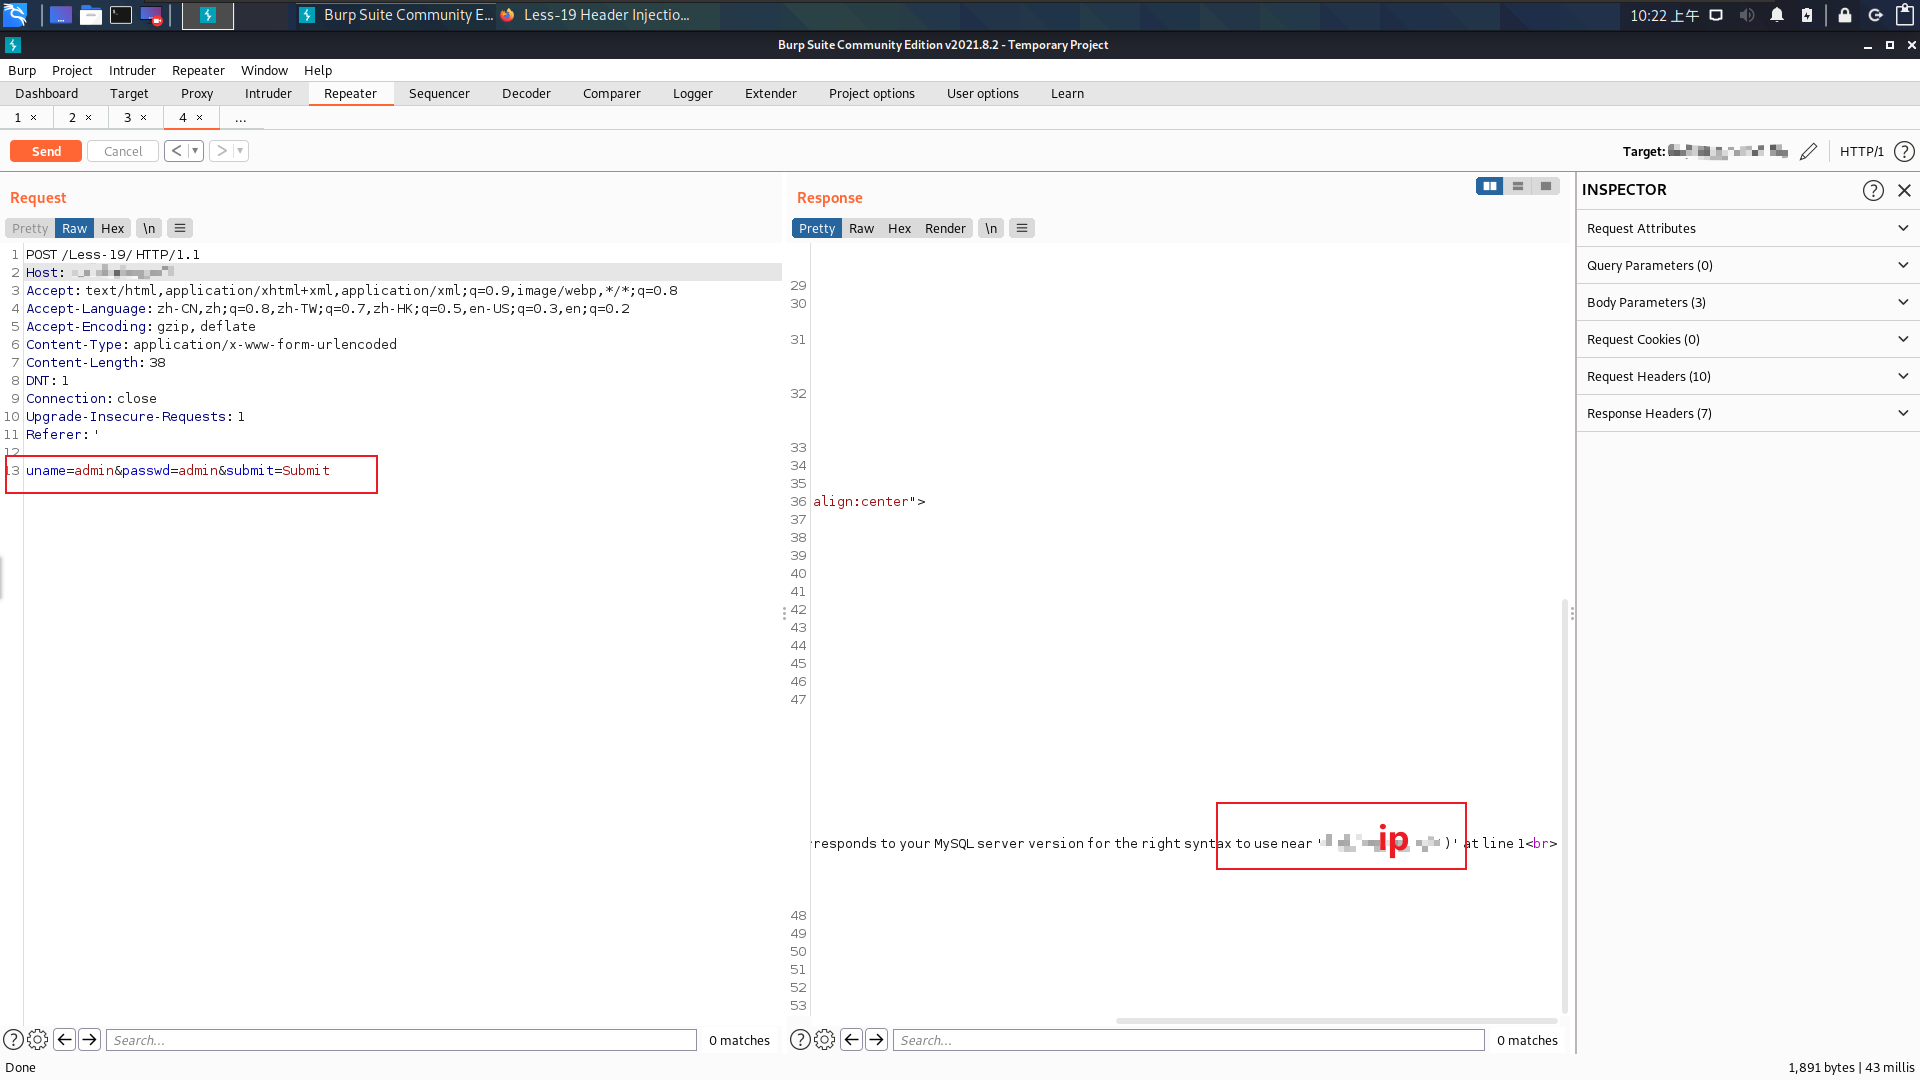 Burp Suite Community E...
Less-19 Header Injectio...
10:22 上午
Burp Suite Community Edition v2021.8.2 - Temporary Project
Burp Project Intruder Repeater Window Help
Dashboard Target Proxy Intruder Repeater Sequencer Decoder Comparer Logger Extender Project options User options Learn
1 × 2 × 3 × 4 × ...
Send Cancel < ▾ > ▾
Target:
HTTP/1 ?
Request
Pretty Raw Hex \n ≡
1 POST /Less-19/ HTTP/1.1
2 Host:
3 Accept: text/html,application/xhtml+xml,application/xml;q=0.9,image/webp,*/*;q=0.8
4 Accept-Language: zh-CN,zh;q=0.8,zh-TW;q=0.7,zh-HK;q=0.5,en-US;q=0.3,en;q=0.2
5 Accept-Encoding: gzip, deflate
6 Content-Type: application/x-www-form-urlencoded
7 Content-Length: 38
8 DNT: 1
9 Connection: close
10 Upgrade-Insecure-Requests: 1
11 Referer: '
12
13 uname=admin&passwd=admin&submit=Submit
? Search... 0 matches
Response
Pretty Raw Hex Render \n ≡
29
30
31
32
33
34
35
36 align:center">
37
38
39
40
41
42
43
44
45
46
47
responds to your MySQL server version for the right syntax to use near ' ip ')' at line 1<br>
48
49
50
51
52
53
? Search... 0 matches
INSPECTOR ? ×
Request Attributes
Query Parameters (0)
Body Parameters (3)
Request Cookies (0)
Request Headers (10)
Response Headers (7)
Done
1,891 bytes | 43 millis